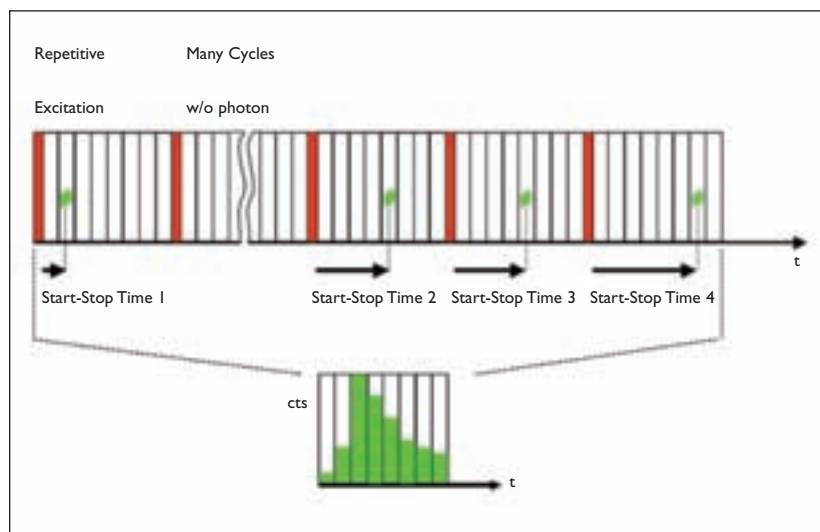 Repetitive Many Cycles
Excitation w/o photon
t
Start-Stop Time 1 Start-Stop Time 2 Start-Stop Time 3 Start-Stop Time 4
cts
t